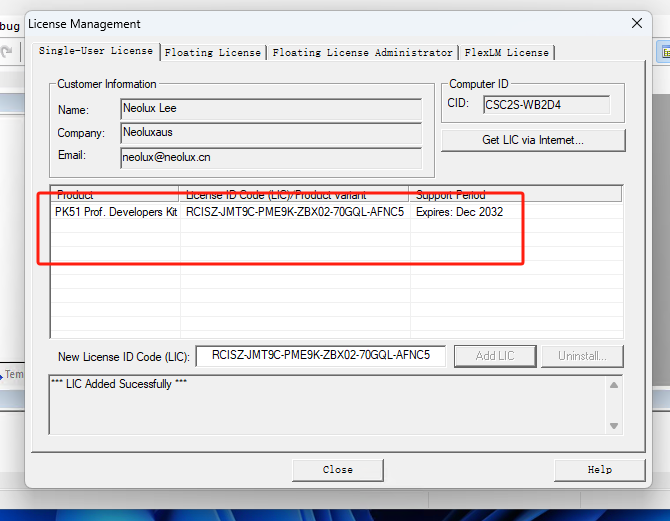 License Management
bug
Single-User License
Floating License
Floating License Administrator
FlexLM License
Customer Information
Name:
Neolux Lee
Company:
Neoluxaus
Email:
neolux@neolux.cn
Computer ID
CID:
CSC2S-WB2D4
Get LIC via Internet...
Product
License ID Code (LIC)/Product variant
Support Period
PK51 Prof. Developers Kit
RCISZ-JMT9C-PME9K-ZBX02-70GQL-AFNC5
Expires: Dec 2032
New License ID Code (LIC):
RCISZ-JMT9C-PME9K-ZBX02-70GQL-AFNC5
Add LIC
Uninstall...
Tem
*** LIC Added Sucessfully ***
Close
Help